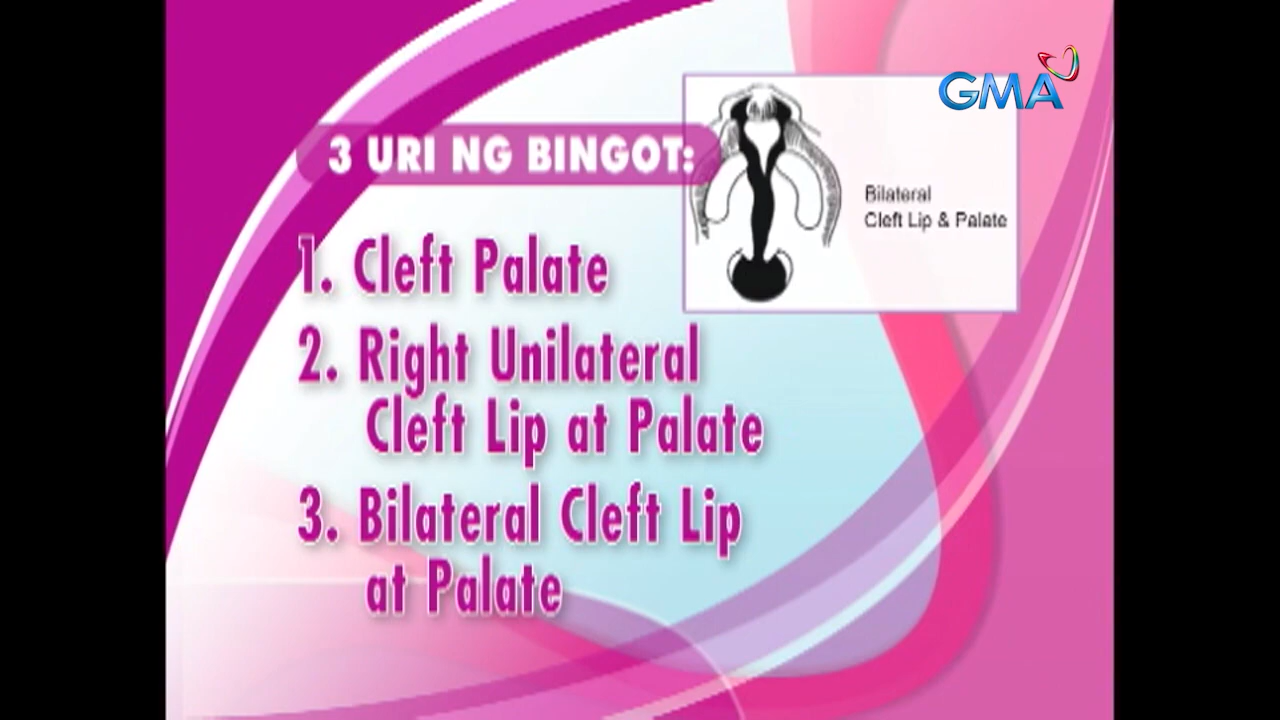 GMA
3 URI NG BINGOT:
Bilateral
Cleft Lip & Palate
1. Cleft Palate
2. Right Unilateral
Cleft Lip at Palate
3. Bilateral Cleft Lip
at Palate